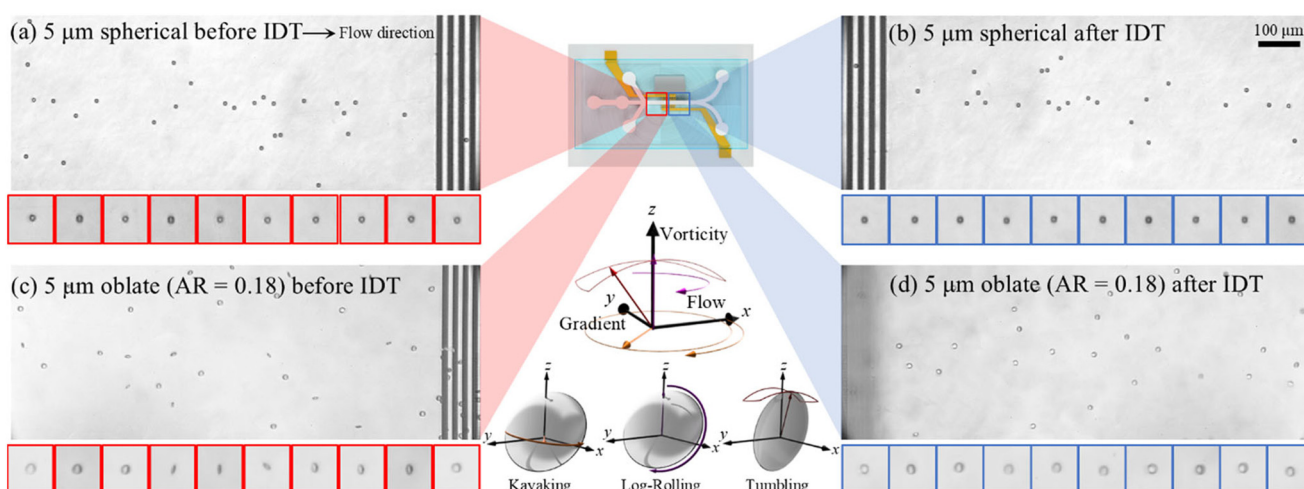 (a) 5 μm spherical before IDT
Flow direction
(b) 5 μm spherical after IDT
100 μm
z
Vorticity
y
Flow
Gradient
x
(c) 5 μm oblate (AR = 0.18) before IDT
(d) 5 μm oblate (AR = 0.18) after IDT
z
z
z
y
x
y
x
y
x
Kayaking
Log-Rolling
Tumbling